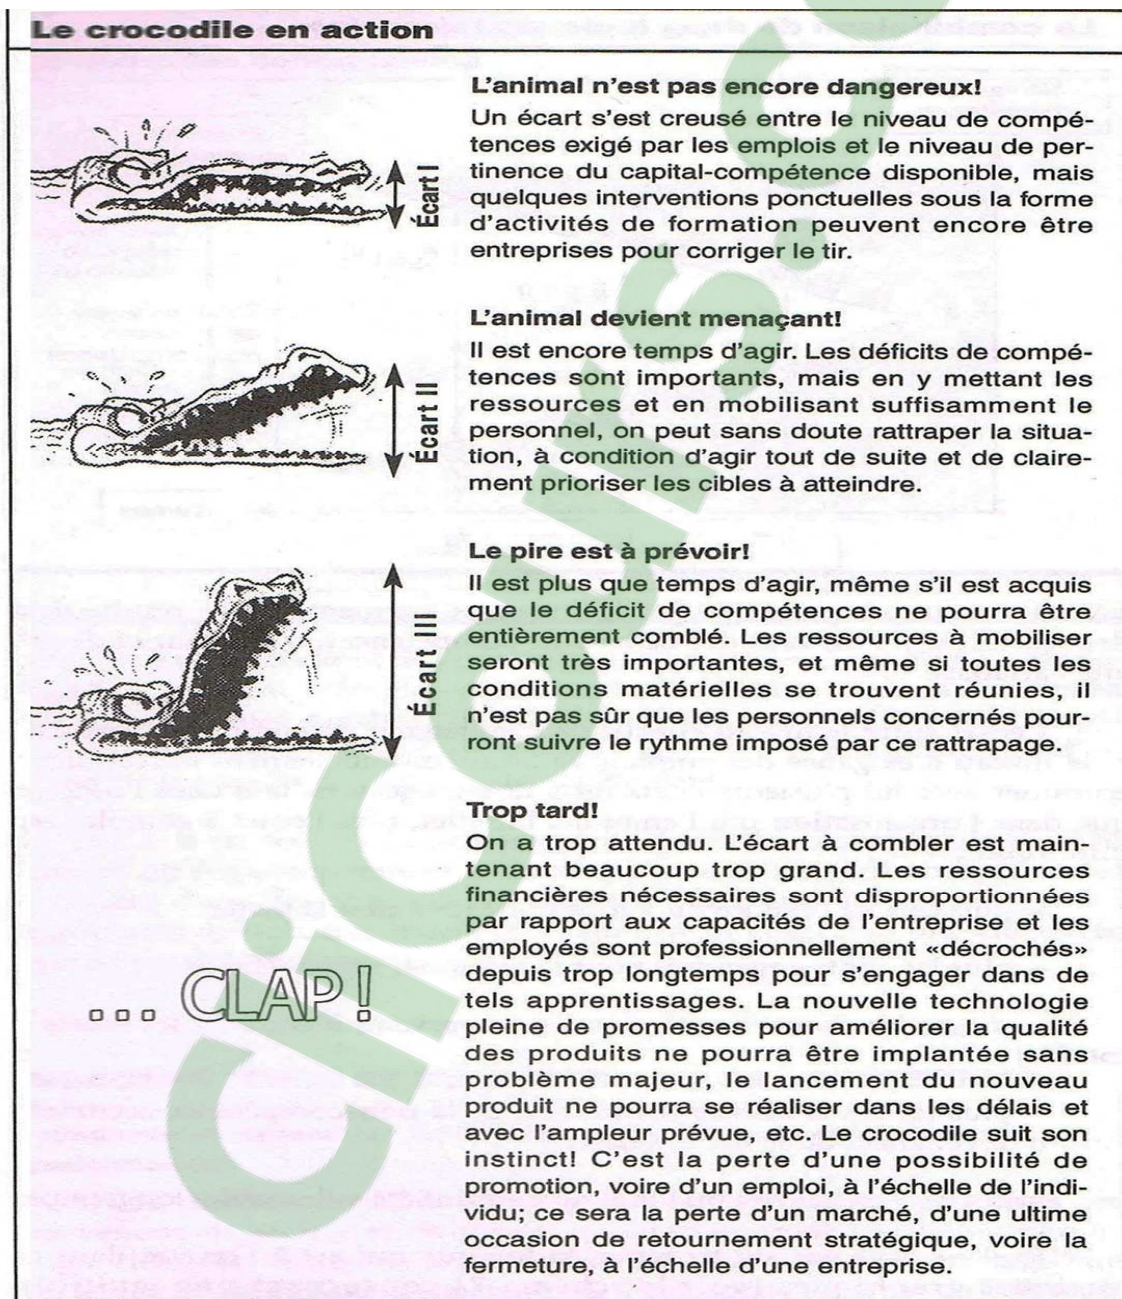 Le crocodile en action
L'animal n'est pas encore dangereux!
Un écart s'est creusé entre le niveau de compé-
tences exigé par les emplois et le niveau de per-
tinence du capital-compétence disponible, mais
quelques interventions ponctuelles sous la forme
d'activités de formation peuvent encore être
entreprises pour corriger le tir.
Écart I
L'animal devient menaçant!
Il est encore temps d'agir. Les déficits de compé-
tences sont importants, mais en y mettant les
ressources et en mobilisant suffisamment le
personnel, on peut sans doute rattraper la situa-
tion, à condition d'agir tout de suite et de claire-
ment prioriser les cibles à atteindre.
Écart II
Le pire est à prévoir!
Il est plus que temps d'agir, même s'il est acquis
que le déficit de compétences ne pourra être
entièrement comblé. Les ressources à mobiliser
seront très importantes, et même si toutes les
conditions matérielles se trouvent réunies, il
n'est pas sûr que les personnels concernés pour-
ront suivre le rythme imposé par ce rattrapage.
Écart III
Trop tard!
On a trop attendu. L'écart à combler est main-
tenant beaucoup trop grand. Les ressources
financières nécessaires sont disproportionnées
par rapport aux capacités de l'entreprise et les
employés sont professionnellement «décrochés»
depuis trop longtemps pour s'engager dans de
tels apprentissages. La nouvelle technologie
pleine de promesses pour améliorer la qualité
des produits ne pourra être implantée sans
problème majeur, le lancement du nouveau
produit ne pourra se réaliser dans les délais et
avec l'ampleur prévue, etc. Le crocodile suit son
instinct! C'est la perte d'une possibilité de
promotion, voire d'un emploi, à l'échelle de l'indi-
vidu; ce sera la perte d'un marché, d'une ultime
occasion de retournement stratégique, voire la
fermeture, à l'échelle d'une entreprise.
... CLAP!
Clicours.c